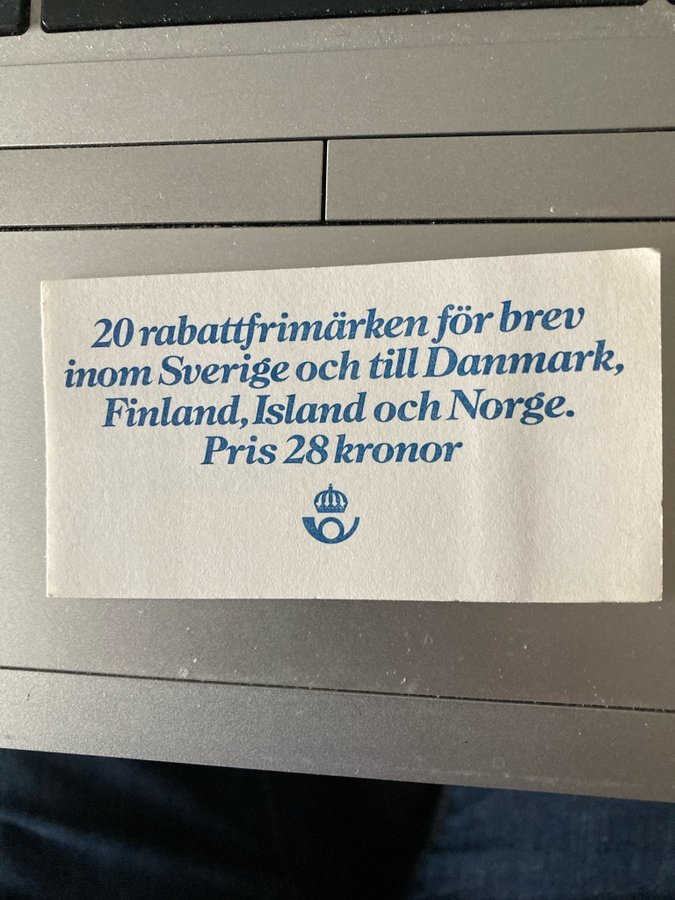 20 rabattfrimärken för brev
inom Sverige och till Danmark,
Finland, Island och Norge.
Pris 28 kronor